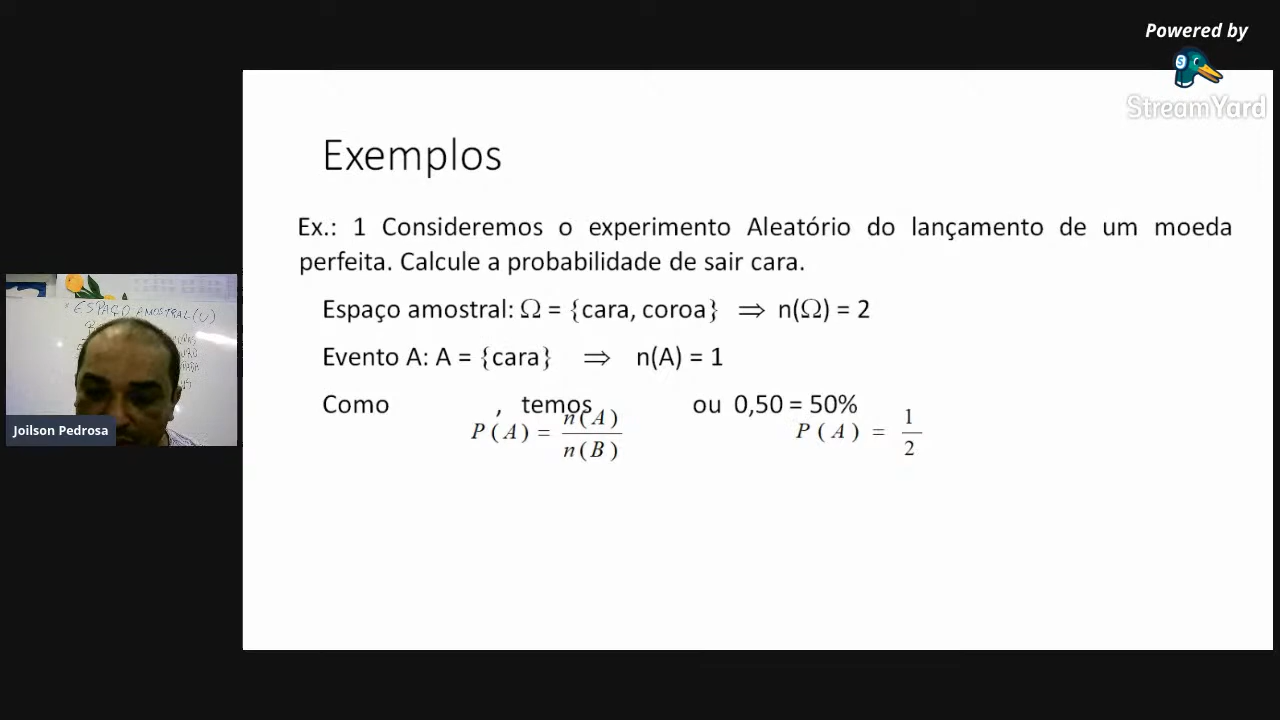 Powered by
StreamYard
Exemplos
Ex.: 1 Consideremos o experimento Aleatório do lançamento de um moeda
perfeita. Calcule a probabilidade de sair cara.
Espaço amostral: Ω = {cara, coroa} ⇒ n(Ω) = 2
Evento A: A = {cara} ⇒ n(A) = 1
Como , temos ou 0,50 = 50%
P(A) = n(A)/n(B) P(A) = 1/2
ESPAÇO AMOSTRAL (U)
Joilson Pedrosa